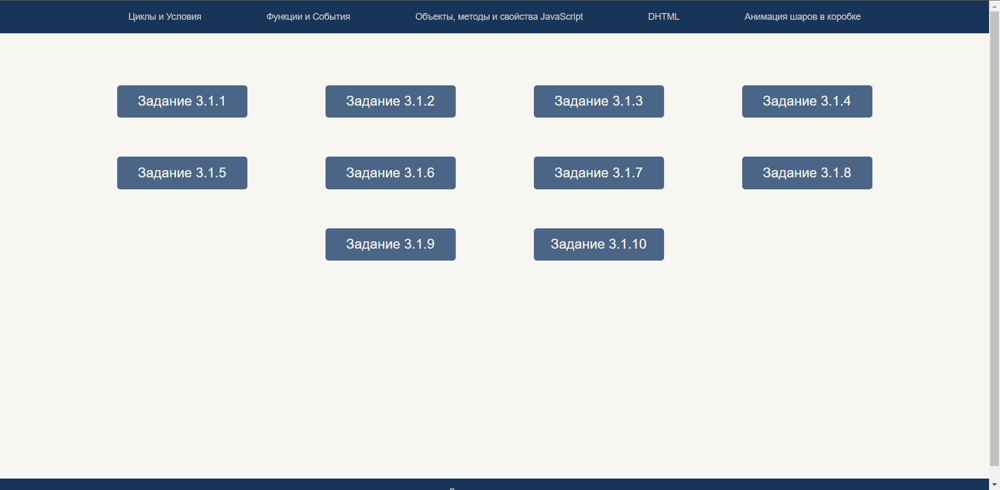 Циклы и Условия
Функции и События
Объекты, методы и свойства JavaScript
DHTML
Анимация шаров в коробке
Задание 3.1.1
Задание 3.1.2
Задание 3.1.3
Задание 3.1.4
Задание 3.1.5
Задание 3.1.6
Задание 3.1.7
Задание 3.1.8
Задание 3.1.9
Задание 3.1.10